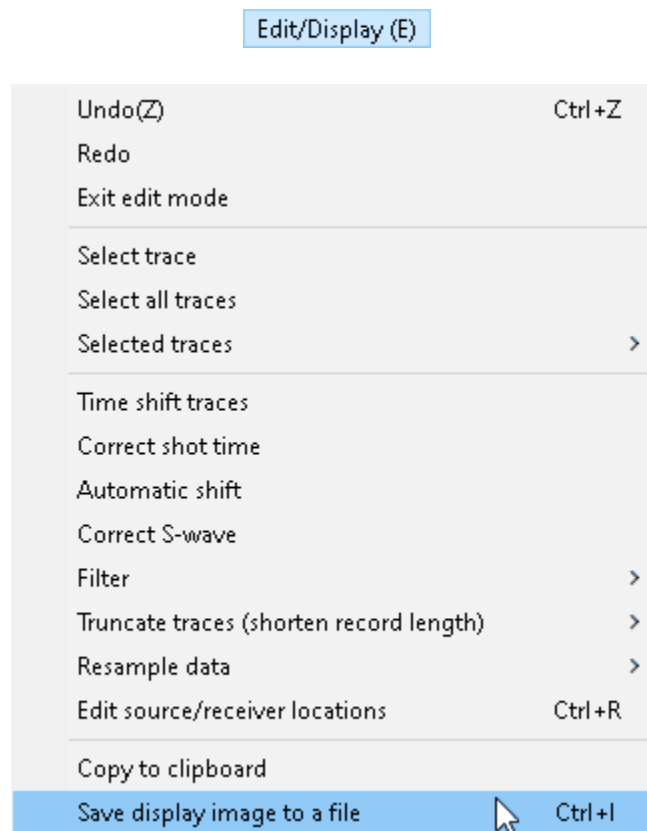 Edit/Display (E)
Undo(Z) Ctrl+Z
Redo
Exit edit mode
Select trace
Select all traces
Selected traces
Time shift traces
Correct shot time
Automatic shift
Correct S-wave
Filter
Truncate traces (shorten record length)
Resample data
Edit source/receiver locations Ctrl+R
Copy to clipboard
Save display image to a file Ctrl+I